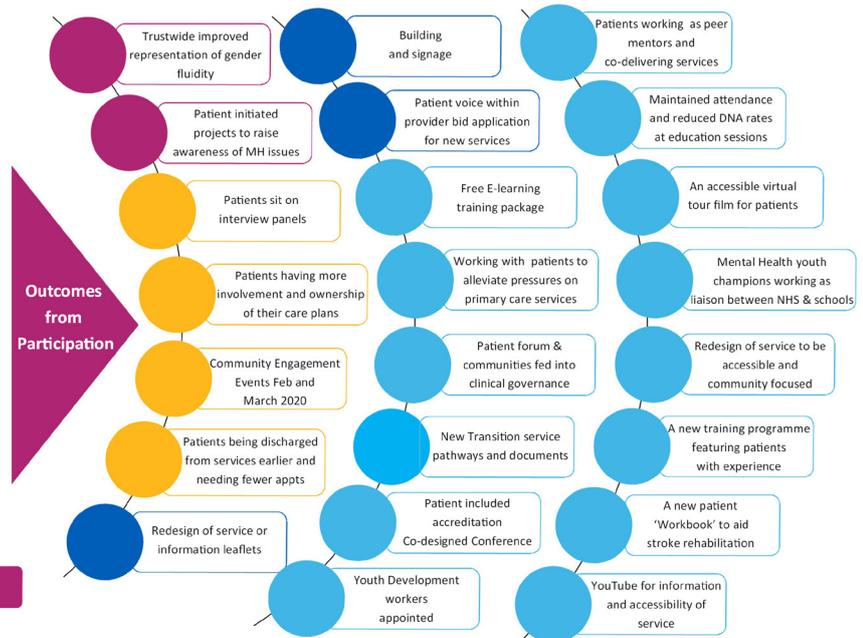 Outcomes
from
Participation
Trustwide improved
representation of gender
fluidity
Patient initiated
projects to raise
awareness of MH issues
Patients sit on
interview panels
Patients having more
involvement and ownership
of their care plans
Community Engagement
Events Feb and
March 2020
Patients being discharged
from services earlier and
needing fewer appts
Redesign of service or
information leaflets
Building
and signage
Patient voice within
provider bid application
for new services
Free E-learning
training package
Working with patients to
alleviate pressures on
primary care services
Patient forum &
communities fed into
clinical governance
New Transition service
pathways and documents
Patient included
accreditation
Co-designed Conference
Youth Development
workers
appointed
Patients working as peer
mentors and
co-delivering services
Maintained attendance
and reduced DNA rates
at education sessions
An accessible virtual
tour film for patients
Mental Health youth
champions working as
liaison between NHS & schools
Redesign of service to be
accessible and
community focused
A new training programme
featuring patients
with experience
A new patient
‘Workbook’ to aid
stroke rehabilitation
YouTube for information
and accessibility of
service